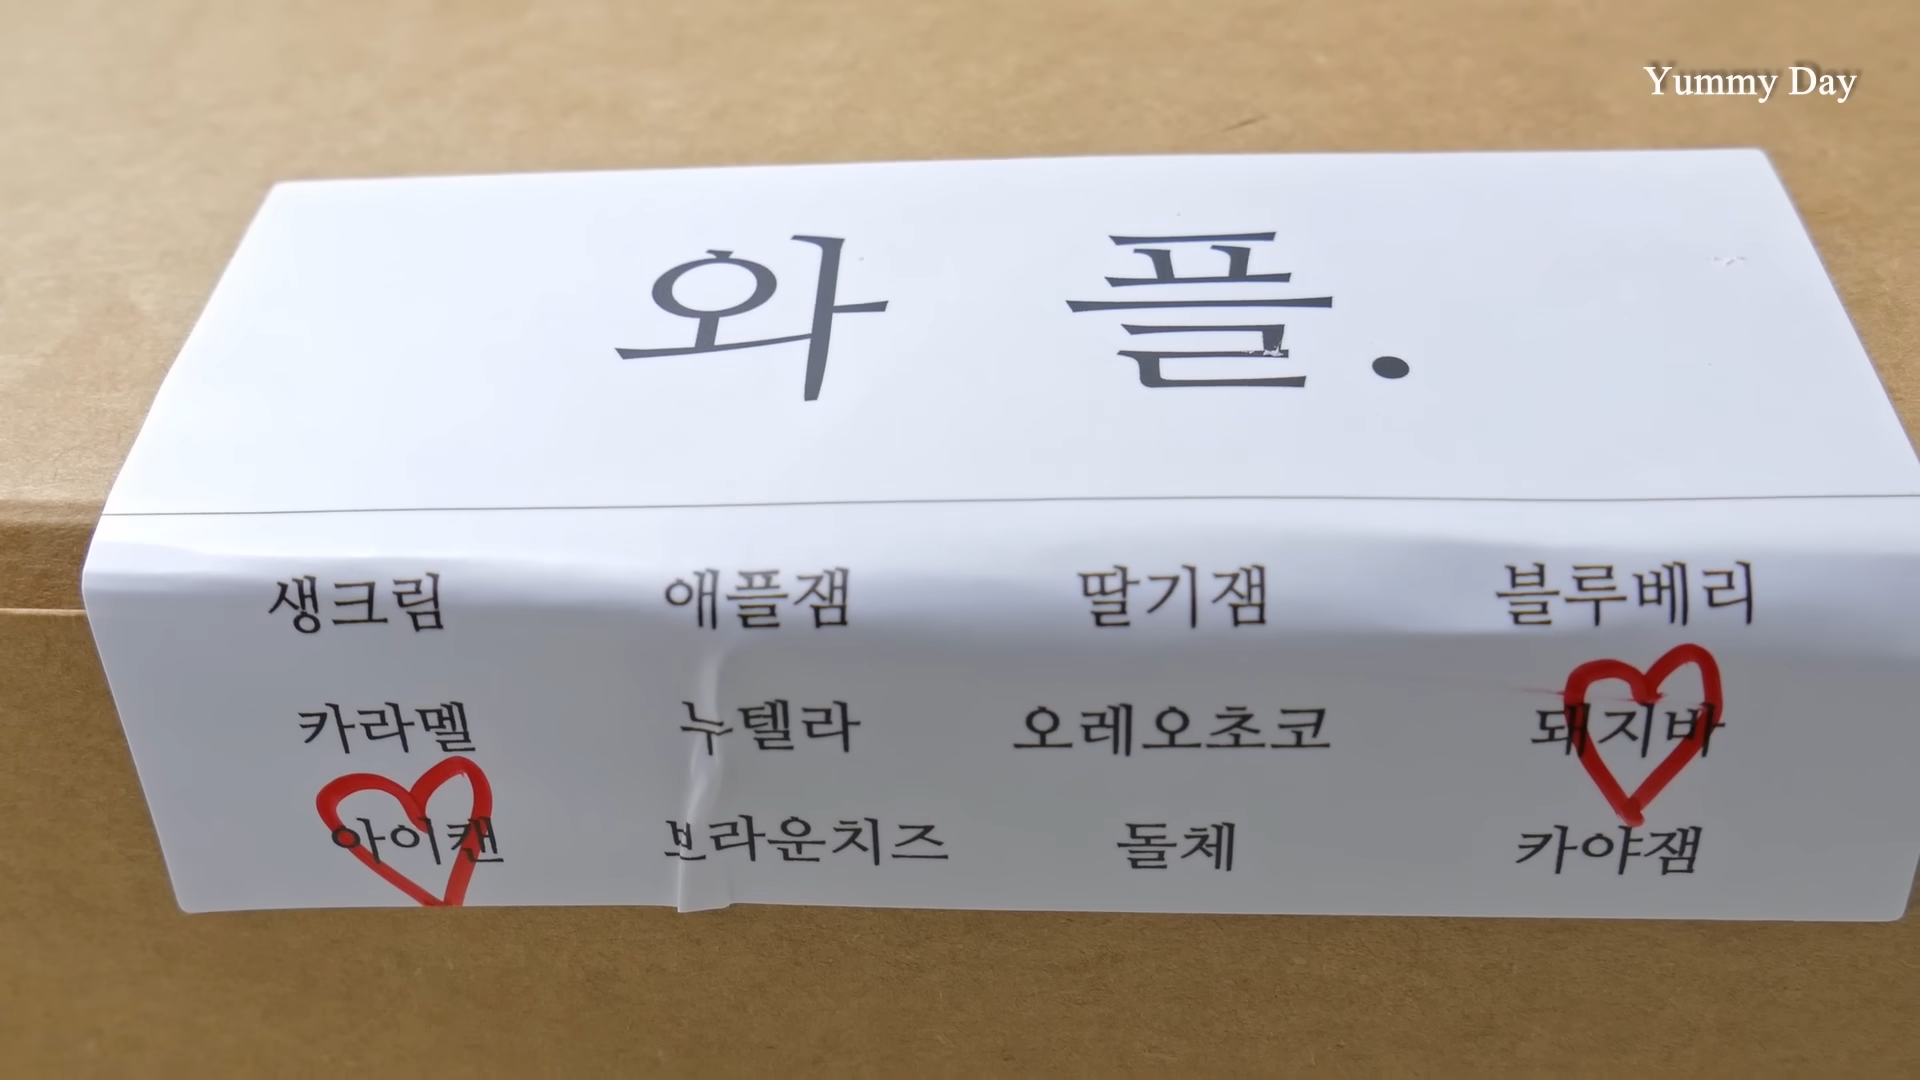 Yummy Day
와 플.
생크림 애플잼 딸기잼 블루베리
카라멜 누텔라 오레오초코 돼지바
아이캔 브라운치즈 돌체 카야잼